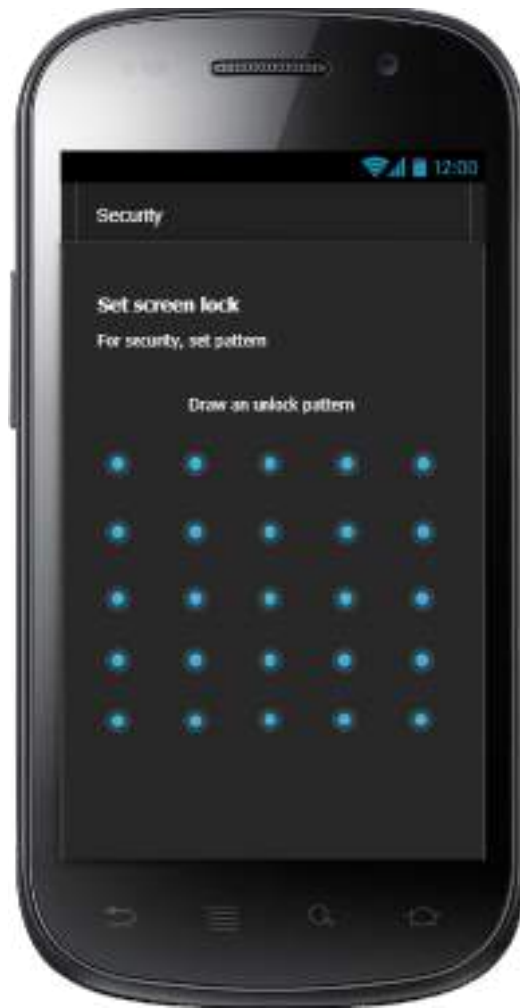 12:00
Security
Set screen lock
For security, set pattern
Draw an unlock pattern